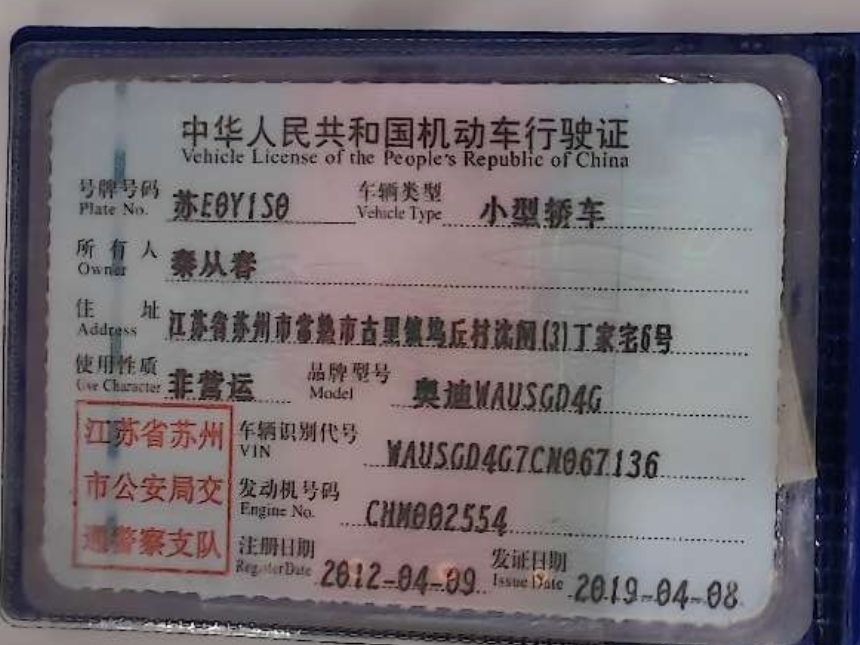 中华人民共和国机动车行驶证
Vehicle License of the People's Republic of China
号牌号码 苏E0Y1S0 车辆类型 小型轿车
Plate No. Vehicle Type
所有人 秦从春
Owner
住址 江苏省苏州市常熟市古里镇坞丘村沈闸(3)丁家宅6号
Address
使用性质 非营运 品牌型号 奥迪WAUSGD4G
Use Character Model
江苏省苏州
市公安局交
通警察支队
车辆识别代号 WAUSGD4G7CN067136
VIN
发动机号码 CHM002554
Engine No.
注册日期 2012-04-09 发证日期 2019-04-08
Register Date Issue Date